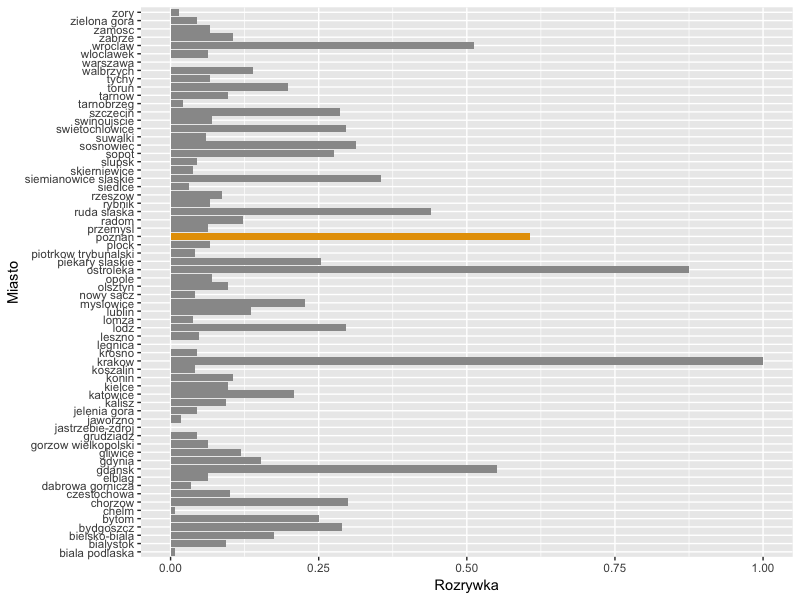 zory
zielona gora
zamosc
zabrze
wroclaw
wloclawek
warszawa
walbrzych
tychy
torun
tarnow
tarnobrzeg
szczecin
swinoujscie
swietochlowice
suwalki
sosnowiec
sopot
slupsk
skierniewice
siemianowice slaskie
siedlce
rzeszow
rybnik
ruda slaska
radom
przemysl
poznan
plock
piotrkow trybunalski
piekary slaskie
ostroleka
opole
olsztyn
nowy sacz
myslowice
lublin
lomza
lodz
leszno
legnica
krosno
krakow
koszalin
konin
kielce
katowice
kalisz
jelenia gora
jaworzno
jastrzebie-zdroj
grudziadz
gorzow wielkopolski
gliwice
gdynia
gdansk
elblag
dabrowa gornicza
czestochowa
chorzow
chelm
bytom
bydgoszcz
bielsko-biala
bialystok
biala podlaska
Miasto
0.00 0.25 0.50 0.75 1.00
Rozrywka